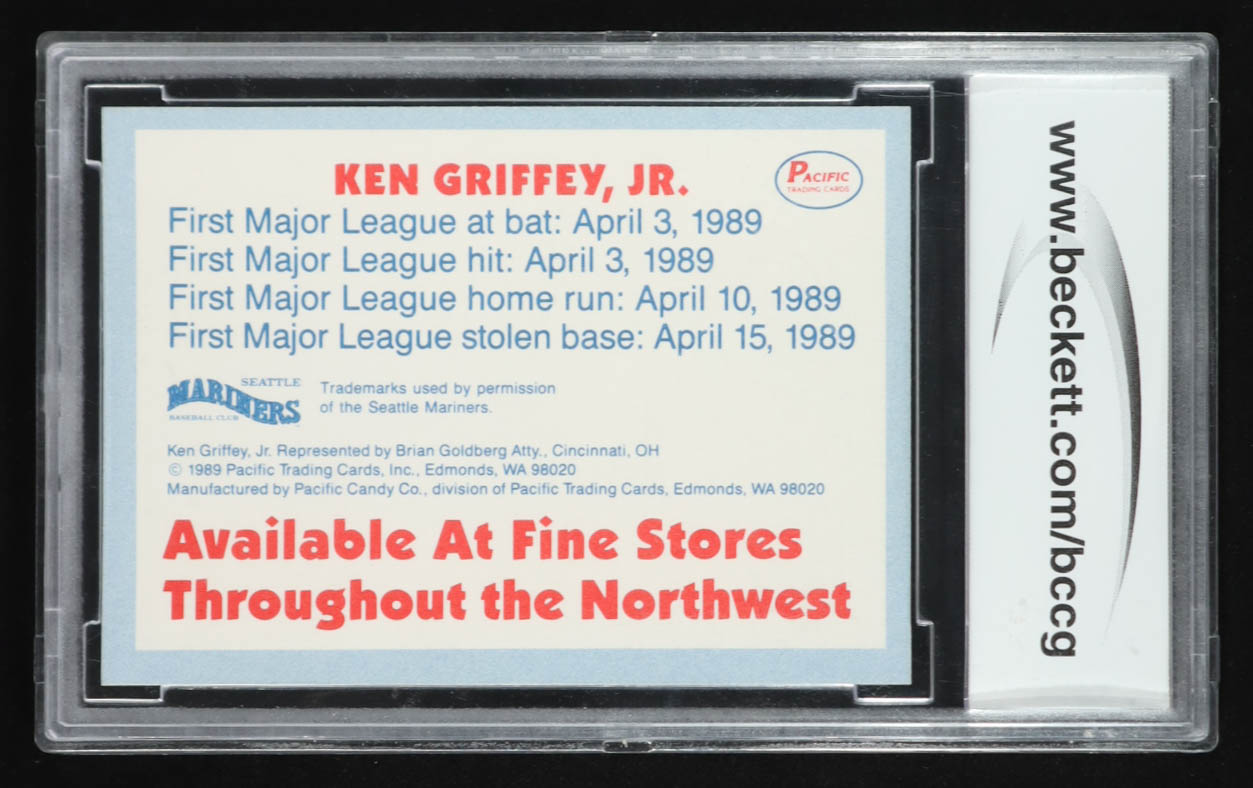 KEN GRIFFEY, JR.
PACIFIC
TRADING CARDS
First Major League at bat: April 3, 1989
First Major League hit: April 3, 1989
First Major League home run: April 10, 1989
First Major League stolen base: April 15, 1989
SEATTLE
MARINERS
BASEBALL CLUB
Trademarks used by permission
of the Seattle Mariners.
Ken Griffey, Jr. Represented by Brian Goldberg Atty., Cincinnati, OH
© 1989 Pacific Trading Cards, Inc., Edmonds, WA 98020
Manufactured by Pacific Candy Co., division of Pacific Trading Cards, Edmonds, WA 98020
Available At Fine Stores
Throughout the Northwest
www.beckett.com/bccg